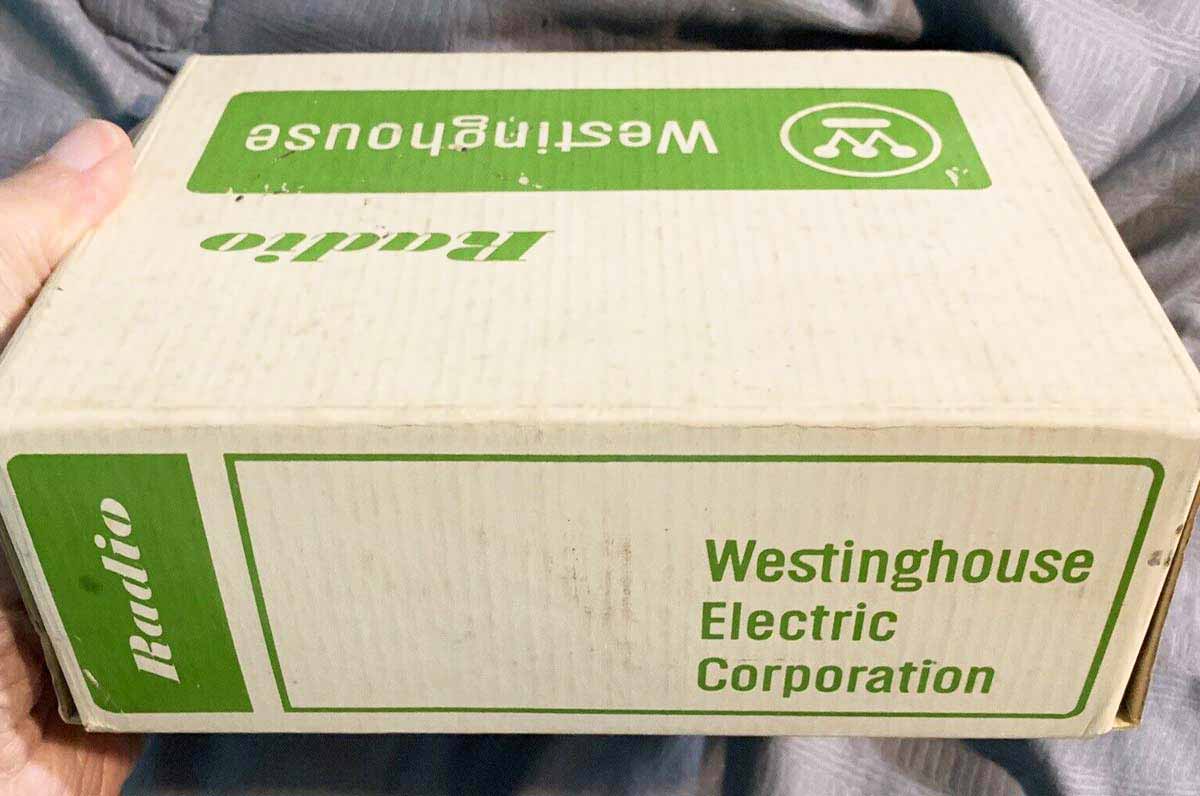 Westinghouse
Radio
Radio
Westinghouse
Electric
Corporation